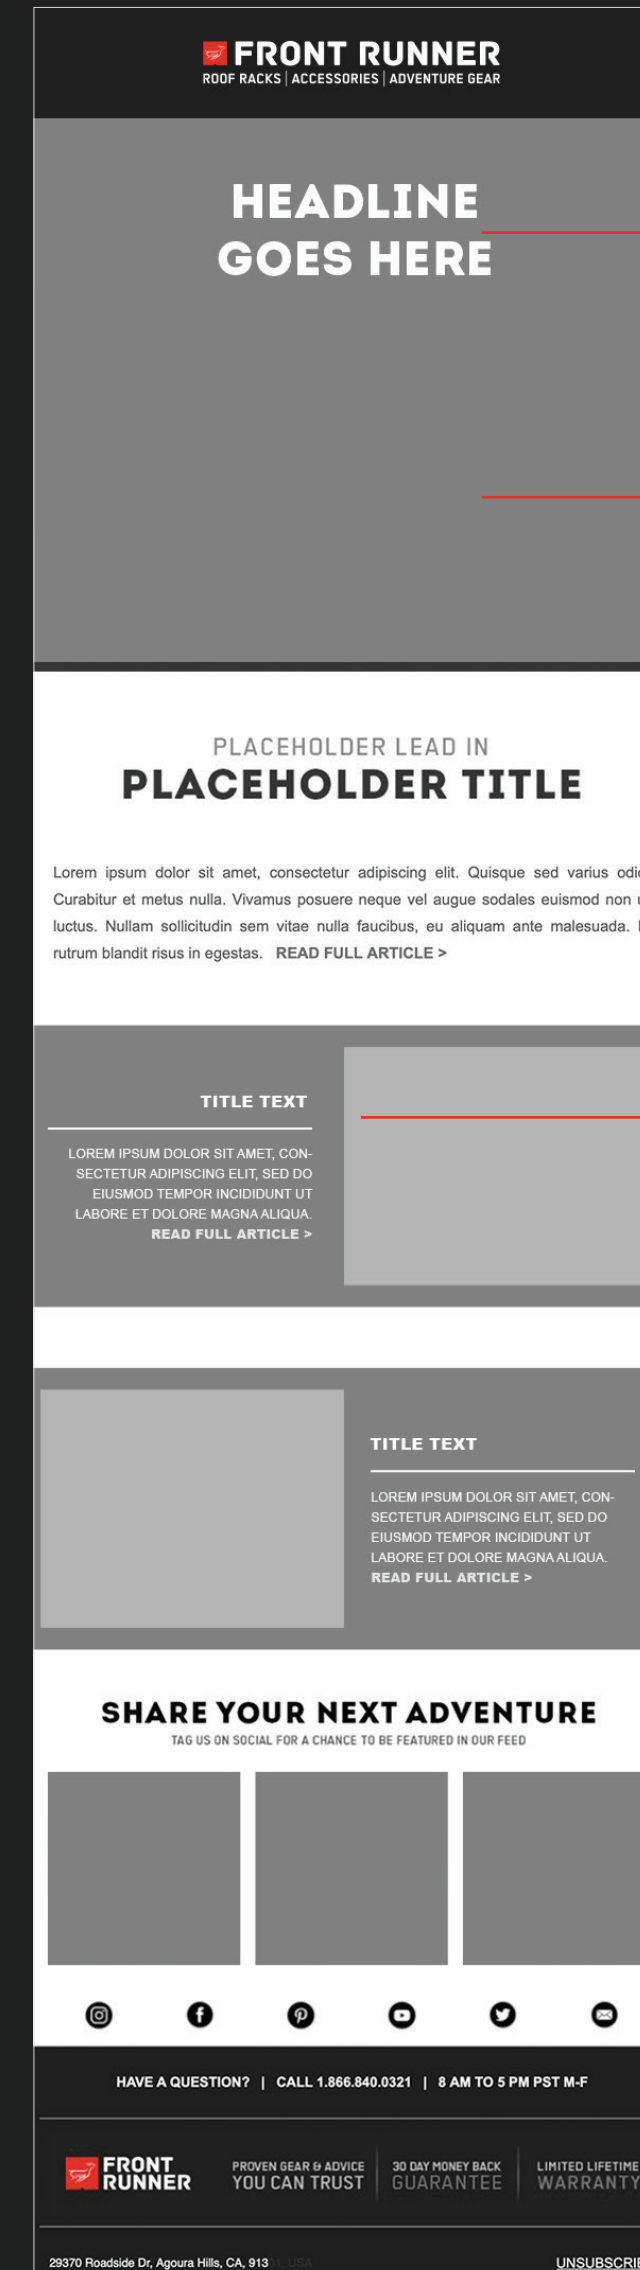 FRONT RUNNER
ROOF RACKS | ACCESSORIES | ADVENTURE GEAR
HEADLINE
GOES HERE
PLACEHOLDER LEAD IN
PLACEHOLDER TITLE
Lorem ipsum dolor sit amet, consectetur adipiscing elit. Quisque sed varius odio
Curabitur et metus nulla. Vivamus posuere neque vel augue sodales euismod non u
luctus. Nullam sollicitudin sem vitae nulla faucibus, eu aliquam ante malesuada.
rutrum blandit risus in egestas. READ FULL ARTICLE >
TITLE TEXT
LOREM IPSUM DOLOR SIT AMET, CON-
SECTETUR ADIPISCING ELIT, SED DO
EIUSMOD TEMPOR INCIDIDUNT UT
LABORE ET DOLORE MAGNA ALIQUA.
READ FULL ARTICLE >
TITLE TEXT
LOREM IPSUM DOLOR SIT AMET, CON-
SECTETUR ADIPISCING ELIT, SED DO
EIUSMOD TEMPOR INCIDIDUNT UT
LABORE ET DOLORE MAGNA ALIQUA.
READ FULL ARTICLE >
SHARE YOUR NEXT ADVENTURE
TAG US ON SOCIAL FOR A CHANCE TO BE FEATURED IN OUR FEED
HAVE A QUESTION? | CALL 1.866.840.0321 | 8 AM TO 5 PM PST M-F
FRONT
RUNNER
PROVEN GEAR & ADVICE
YOU CAN TRUST
30 DAY MONEY BACK
GUARANTEE
LIMITED LIFETIME
WARRANTY
29370 Roadside Dr, Agoura Hills, CA, 91301, USA
UNSUBSCRIBE